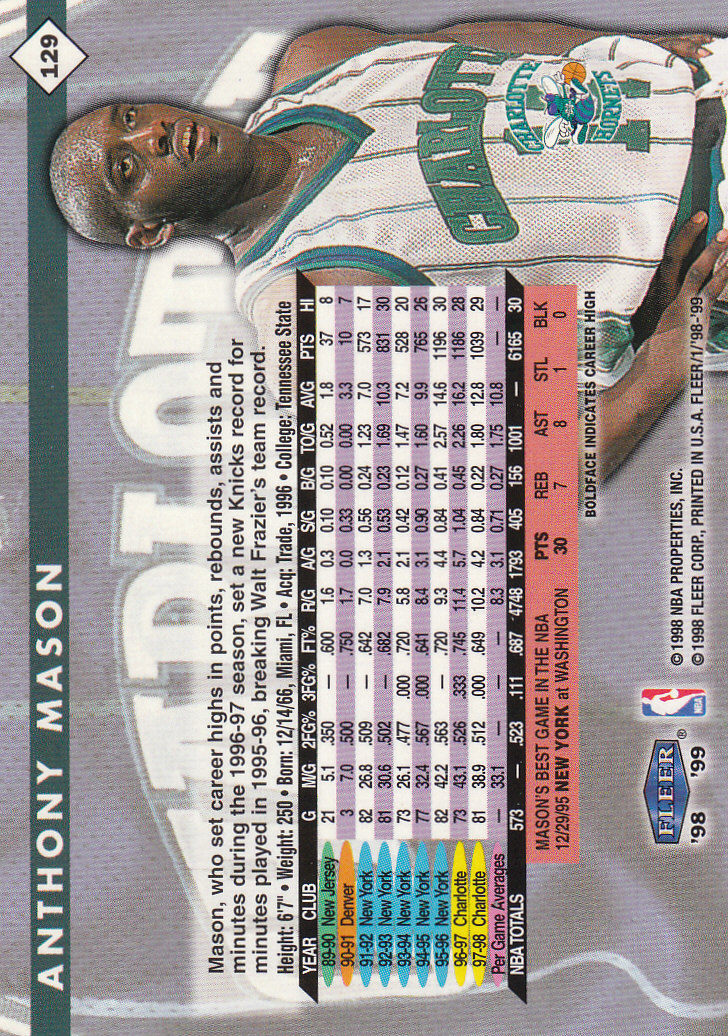 129
ANTHONY MASON
CHARLOTTE
CHARLOTTE
HORNETS
Mason, who set career highs in points, rebounds, assists and
minutes during the 1996-97 season, set a new Knicks record for
minutes played in 1995-96, breaking Walt Frazier's team record.
Height: 6'7" • Weight: 250 • Born: 12/14/66, Miami, FL • Acq: Trade, 1996 • College: Tennessee State
YEAR CLUB G M/G 2FG% 3FG% FT% R/G A/G S/G B/G TO/G AVG PTS HI
89-90 New Jersey 21 5.1 .350 — .600 1.6 0.3 0.10 0.10 0.52 1.8 37 8
90-91 Denver 3 7.0 .500 — .750 1.7 0.0 0.33 0.00 0.00 3.3 10 7
91-92 New York 82 26.8 .509 — .642 7.0 1.3 0.56 0.24 1.23 7.0 573 17
92-93 New York 81 30.6 .502 — .682 7.9 2.1 0.53 0.23 1.69 10.3 831 30
93-94 New York 73 26.1 .477 .000 .720 5.8 2.1 0.42 0.12 1.47 7.2 528 20
94-95 New York 77 32.4 .567 .000 .641 8.4 3.1 0.90 0.27 1.60 9.9 765 26
95-96 New York 82 42.2 .563 — .720 9.3 4.4 0.84 0.41 2.57 14.6 1196 30
96-97 Charlotte 73 43.1 .526 .333 .745 11.4 5.7 1.04 0.45 2.26 16.2 1186 28
97-98 Charlotte 81 38.9 .512 .000 .649 10.2 4.2 0.84 0.22 1.80 12.8 1039 29
Per Game Averages — 33.1 — — — 8.3 3.1 0.71 0.27 1.75 10.8 — —
NBA TOTALS 573 — .523 .111 .687 4748 1793 405 156 1001 — 6165 30
MASON'S BEST GAME IN THE NBA PTS REB AST STL BLK
12/29/95 NEW YORK at WASHINGTON 30 7 8 1 0
BOLDFACE INDICATES CAREER HIGH
FLEER ®
'98 '99
NBA
©1998 NBA PROPERTIES, INC.
©1998 FLEER CORP., PRINTED IN U.S.A. FLEER/1/'98-'99